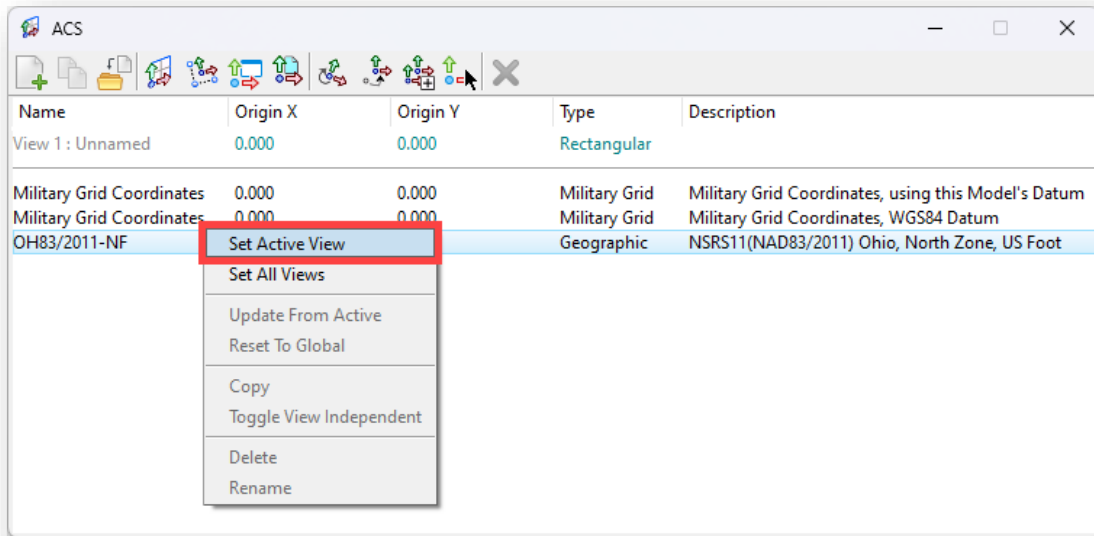 ACS
Name Origin X Origin Y Type Description
View 1 : Unnamed 0.000 0.000 Rectangular
Military Grid Coordinates 0.000 0.000 Military Grid Military Grid Coordinates, using this Model's Datum
Military Grid Coordinates 0.000 0.000 Military Grid Military Grid Coordinates, WGS84 Datum
OH83/2011-NF Geographic NSRS11(NAD83/2011) Ohio, North Zone, US Foot
Set Active View
Set All Views
Update From Active
Reset To Global
Copy
Toggle View Independent
Delete
Rename